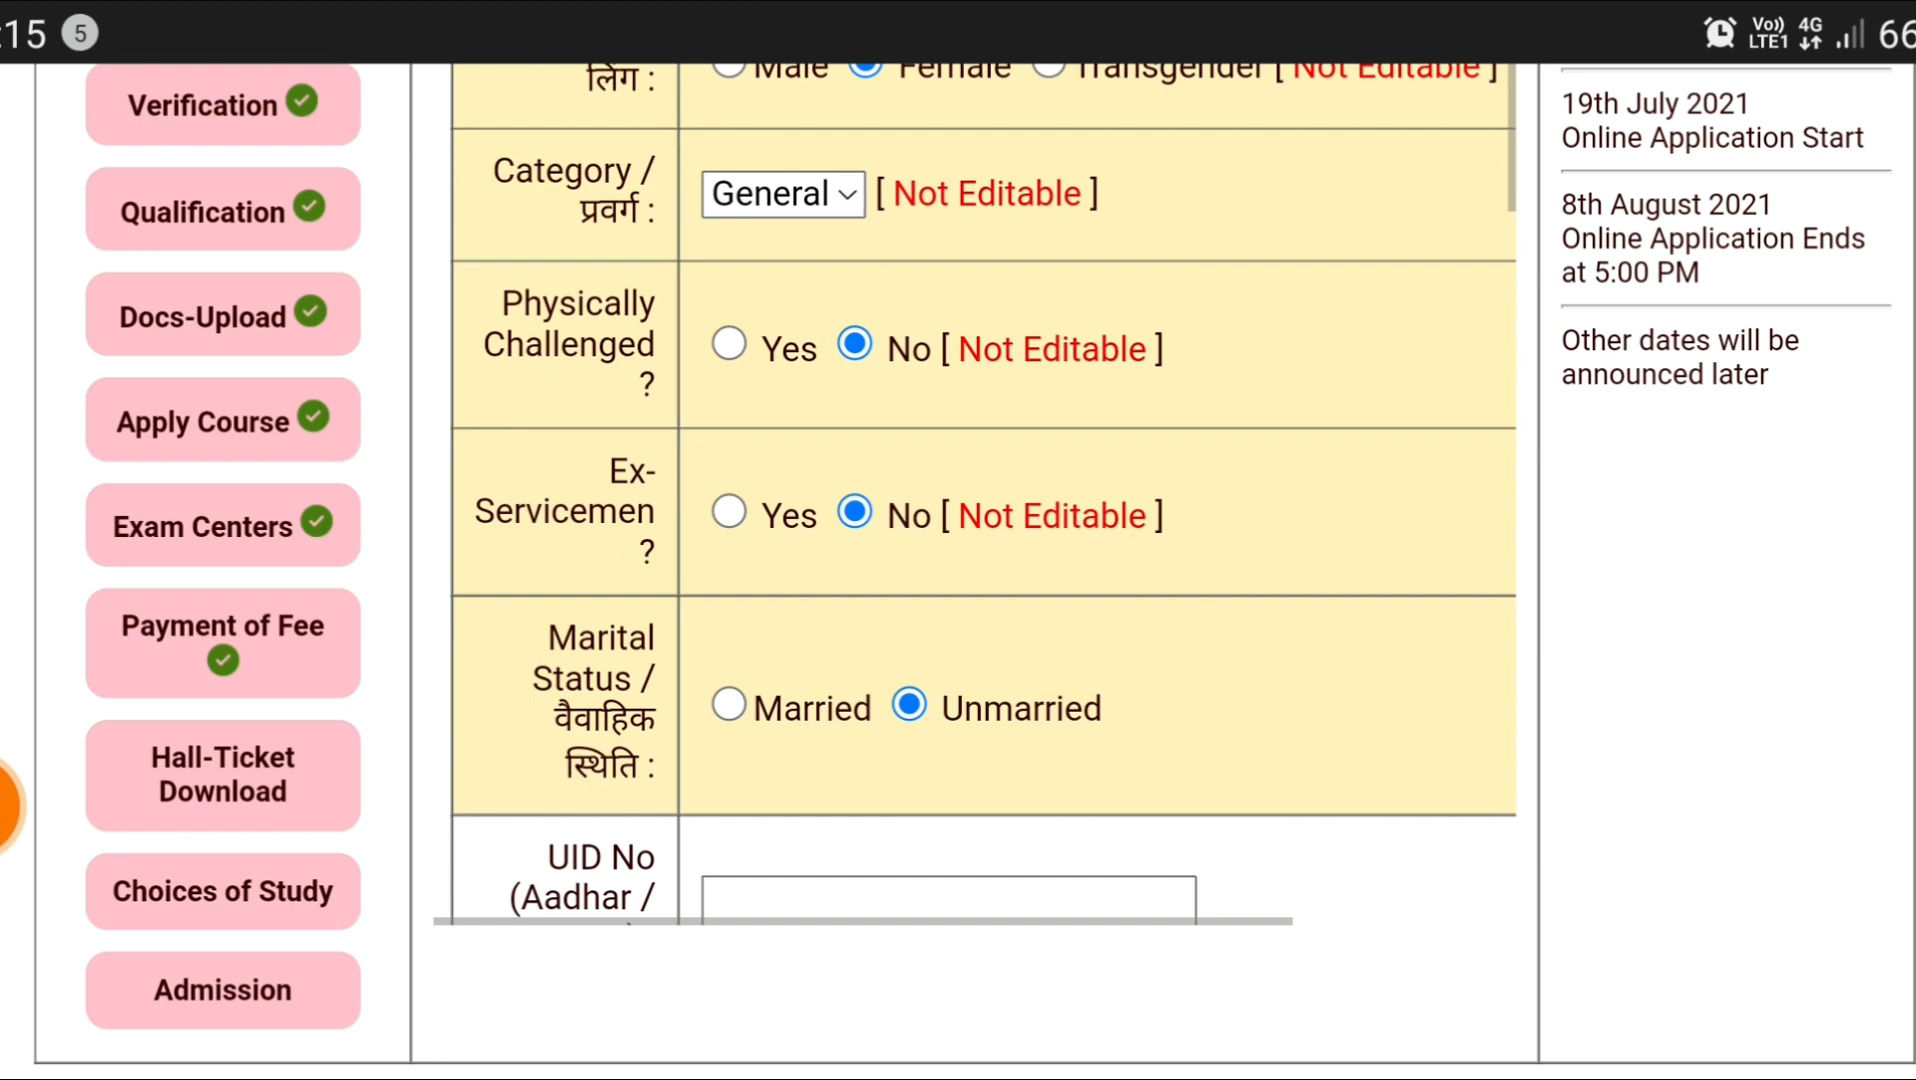 :15 5
Vo)) LTE1 4G 66
Verification
Qualification
Docs-Upload
Apply Course
Exam Centers
Payment of Fee
Hall-Ticket
Download
Choices of Study
Admission
लिंग : Male Female Transgender [ Not Editable ]
Category /
प्रवर्ग :
General [ Not Editable ]
Physically
Challenged
?
Yes No [ Not Editable ]
Ex-
Servicemen
?
Yes No [ Not Editable ]
Marital
Status /
वैवाहिक
स्थिति :
Married Unmarried
UID No
(Aadhar /
19th July 2021
Online Application Start
8th August 2021
Online Application Ends
at 5:00 PM
Other dates will be
announced later